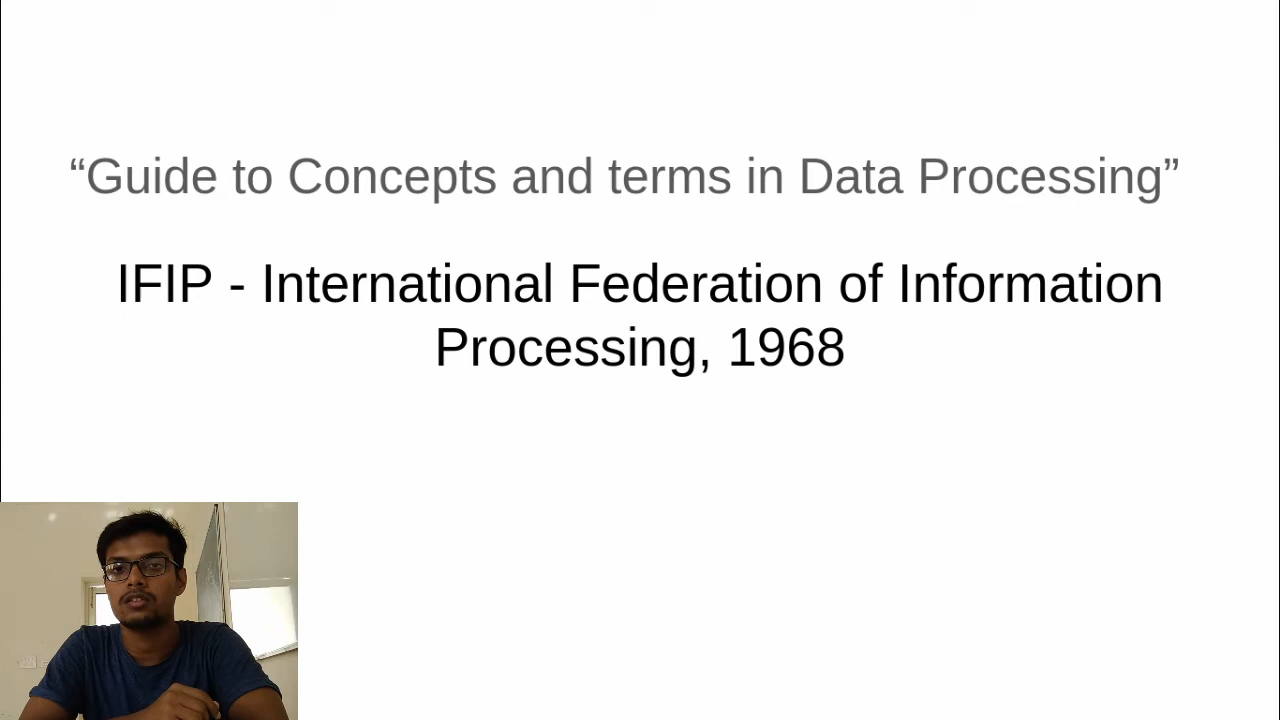 “Guide to Concepts and terms in Data Processing”
IFIP - International Federation of Information
Processing, 1968